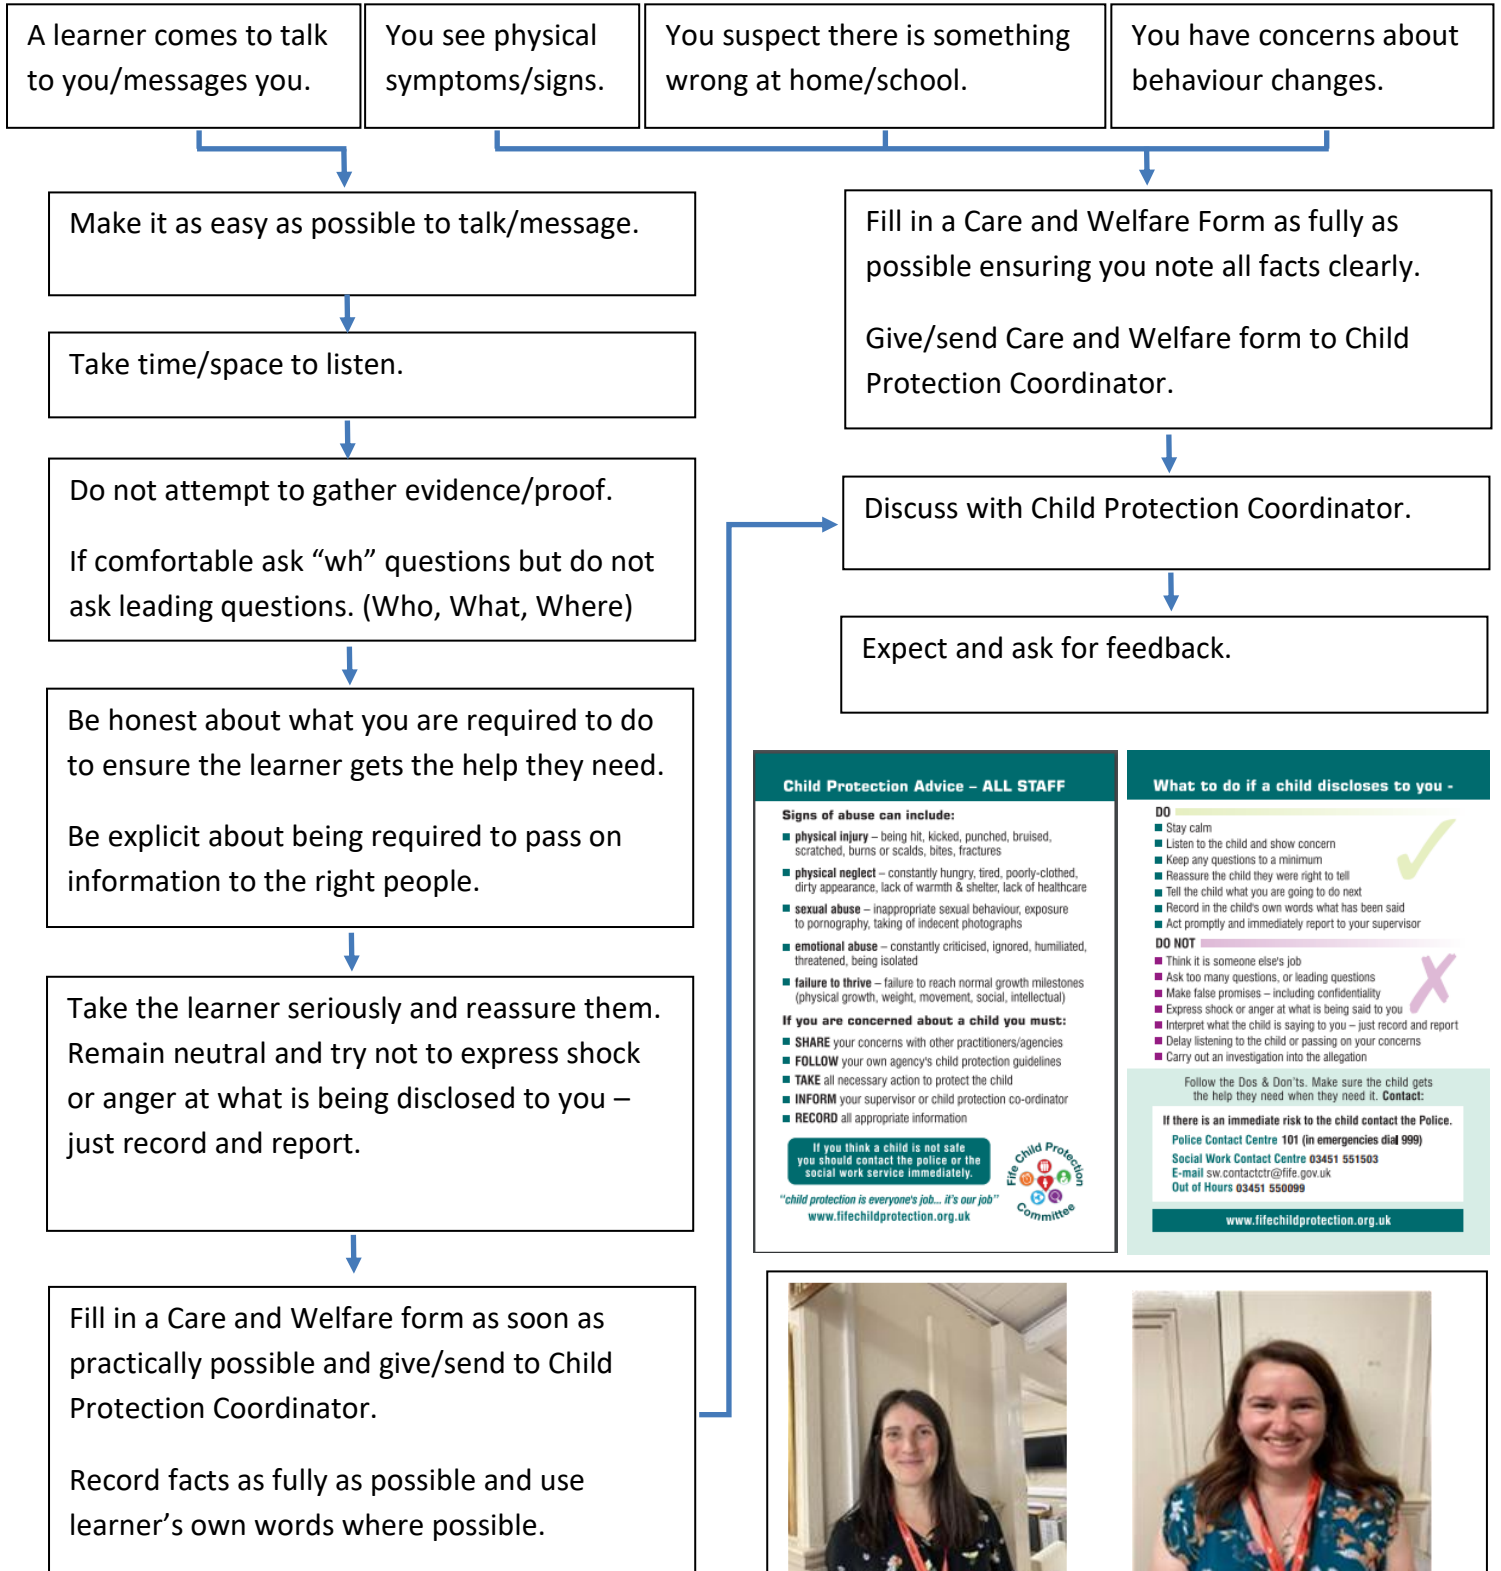 A learner comes to talk
to you/messages you.
You see physical
symptoms/signs.
You suspect there is something
wrong at home/school.
You have concerns about
behaviour changes.
Make it as easy as possible to talk/message.
Take time/space to listen.
Do not attempt to gather evidence/proof.
If comfortable ask “wh” questions but do not
ask leading questions. (Who, What, Where)
Be honest about what you are required to do
to ensure the learner gets the help they need.
Be explicit about being required to pass on
information to the right people.
Take the learner seriously and reassure them.
Remain neutral and try not to express shock
or anger at what is being disclosed to you –
just record and report.
Fill in a Care and Welfare form as soon as
practically possible and give/send to Child
Protection Coordinator.
Record facts as fully as possible and use
learner’s own words where possible.
Fill in a Care and Welfare Form as fully as
possible ensuring you note all facts clearly.
Give/send Care and Welfare form to Child
Protection Coordinator.
Discuss with Child Protection Coordinator.
Expect and ask for feedback.
Child Protection Advice – ALL STAFF
Signs of abuse can include:
physical injury – being hit, kicked, punched, bruised,
scratched, burns or scalds, bites, fractures
physical neglect – constantly hungry, tired, poorly-clothed,
dirty appearance, lack of warmth & shelter, lack of healthcare
sexual abuse – inappropriate sexual behaviour, exposure
to pornography, taking of indecent photographs
emotional abuse – constantly criticised, ignored, humiliated,
threatened, being isolated
failure to thrive – failure to reach normal growth milestones
(physical growth, weight, movement, social, intellectual)
If you are concerned about a child you must:
SHARE your concerns with other practitioners/agencies
FOLLOW your own agency's child protection guidelines
TAKE all necessary action to protect the child
INFORM your supervisor or child protection co-ordinator
RECORD all appropriate information
If you think a child is not safe
you should contact the police or the
social work service immediately.
"child protection is everyone's job... it's our job"
www.fifechildprotection.org.uk
Fife Child Protection
Committee
What to do if a child discloses to you -
DO
Stay calm
Listen to the child and show concern
Keep any questions to a minimum
Reassure the child they were right to tell
Tell the child what you are going to do next
Record in the child's own words what has been said
Act promptly and immediately report to your supervisor
DO NOT
Think it is someone else's job
Ask too many questions, or leading questions
Make false promises – including confidentiality
Express shock or anger at what is being said to you
Interpret what the child is saying to you – just record and report
Delay listening to the child or passing on your concerns
Carry out an investigation into the allegation
Follow the Dos & Don'ts. Make sure the child gets
the help they need when they need it. Contact:
If there is an immediate risk to the child contact the Police.
Police Contact Centre 101 (in emergencies dial 999)
Social Work Contact Centre 03451 551503
E-mail sw.contactctr@fife.gov.uk
Out of Hours 03451 550099
www.fifechildprotection.org.uk